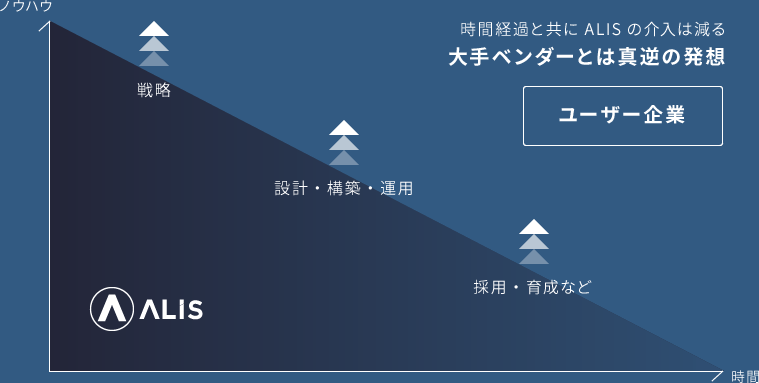 ノウハウ
時間経過と共に ALIS の介入は減る
大手ベンダーとは真逆の発想
ユーザー企業
戦略
設計・構築・運用
採用・育成など
ALIS
時間